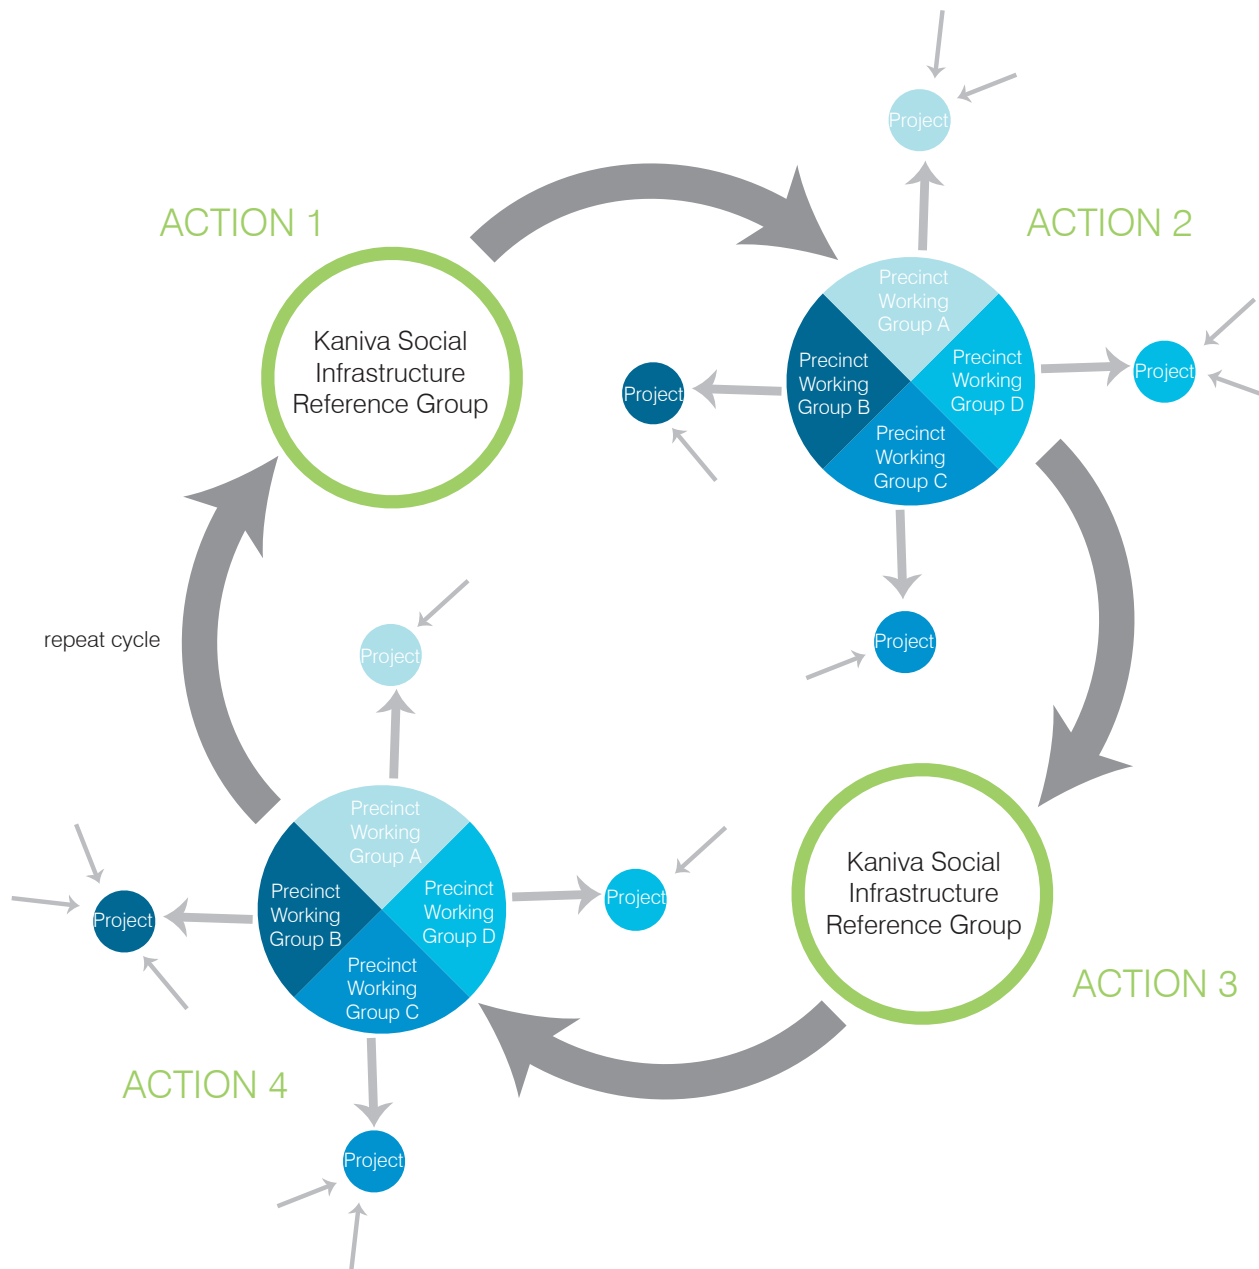 ACTION 1
Kaniva Social
Infrastructure
Reference Group
ACTION 2
Project
Precinct
Working
Group A
Precinct
Working
Group B
Precinct
Working
Group D
Precinct
Working
Group C
Project
Project
Project
ACTION 3
Kaniva Social
Infrastructure
Reference Group
ACTION 4
Project
Precinct
Working
Group A
Precinct
Working
Group B
Precinct
Working
Group D
Precinct
Working
Group C
Project
Project
Project
repeat cycle